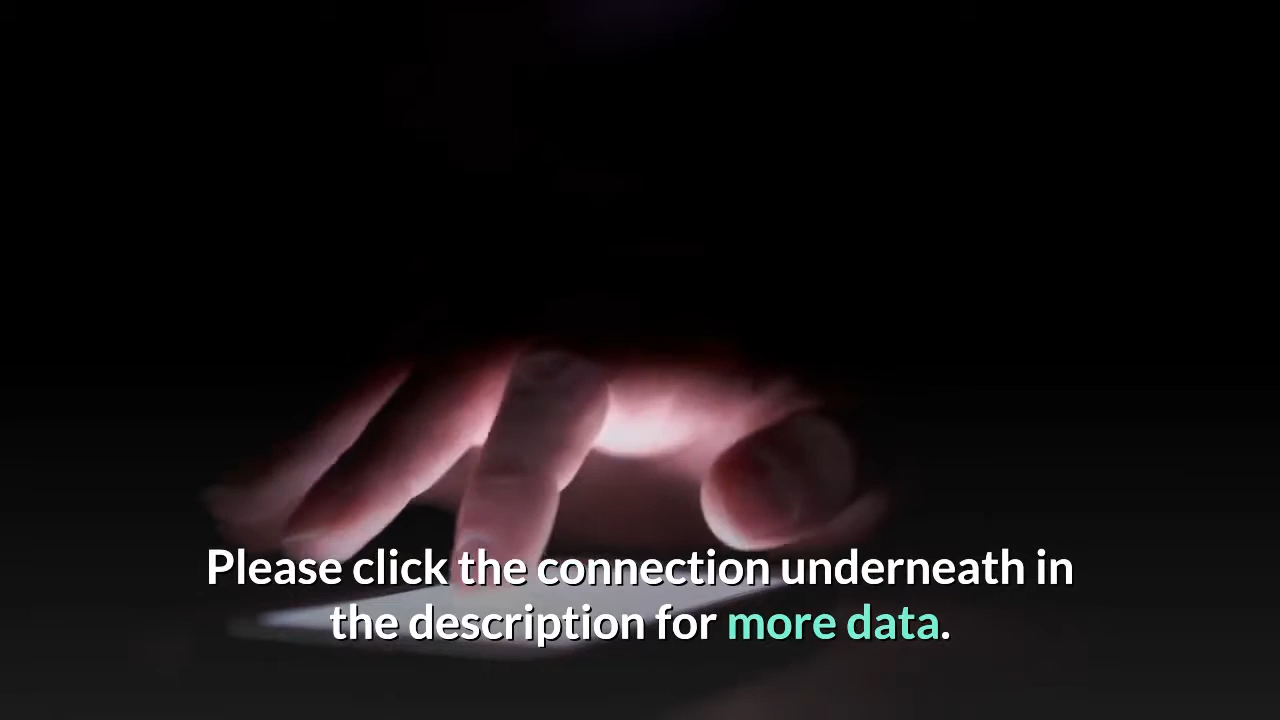 Please click the connection underneath in
the description for more data.